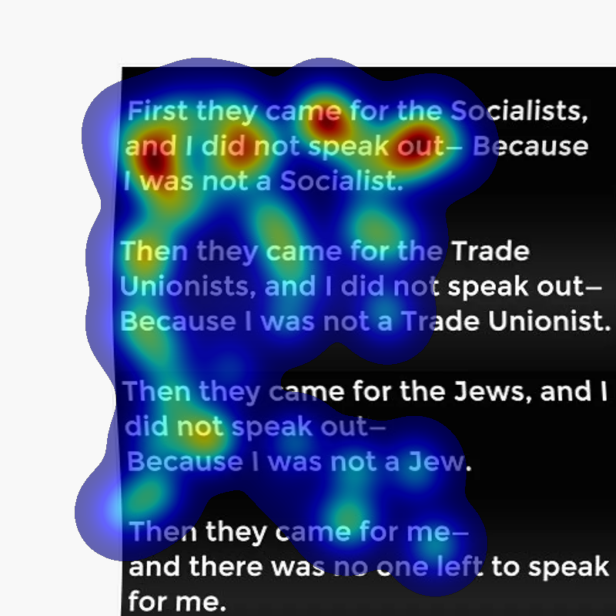 First they came for the Socialists,
and I did not speak out— Because
I was not a Socialist.
Then they came for the Trade
Unionists, and I did not speak out—
Because I was not a Trade Unionist.
Then they came for the Jews, and I
did not speak out—
Because I was not a Jew.
Then they came for me—
and there was no one left to speak
for me.